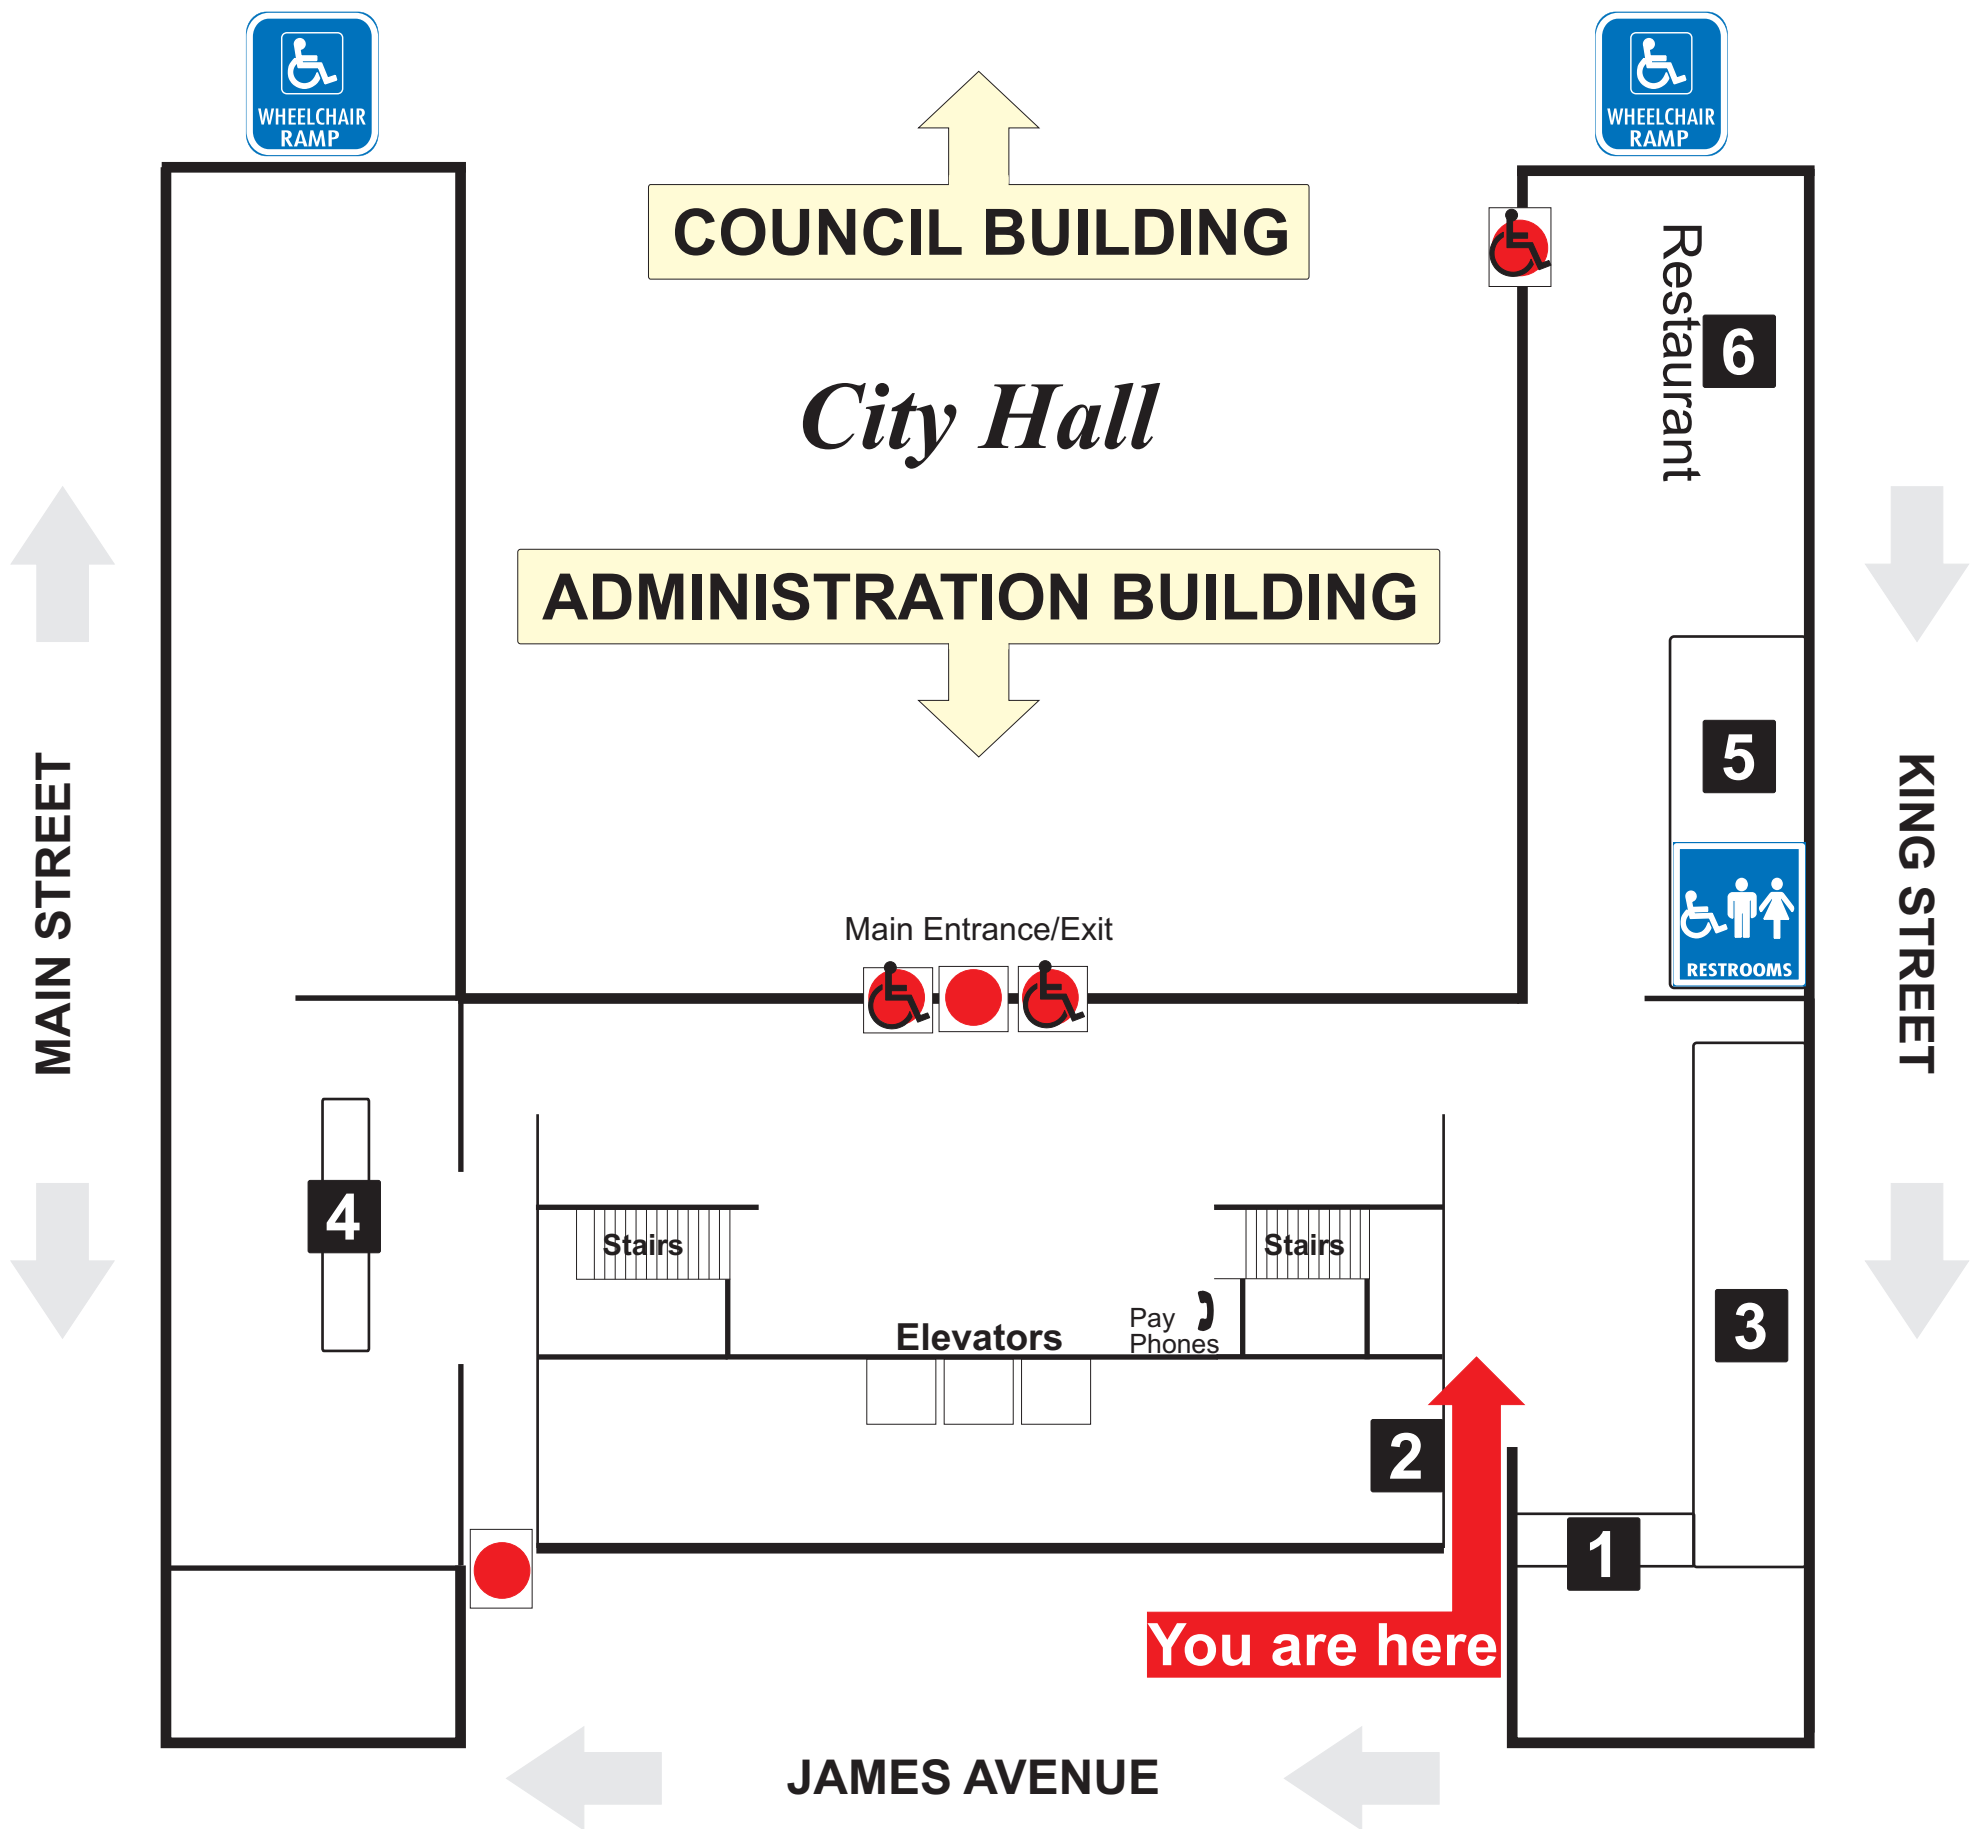 WHEELCHAIR
RAMP
WHEELCHAIR
RAMP
COUNCIL BUILDING
Restaurant
6
City Hall
ADMINISTRATION BUILDING
5
MAIN STREET
KING STREET
RESTROOMS
Main Entrance/Exit
4
Stairs
Stairs
3
Pay
Phones
Elevators
2
1
You are here
JAMES AVENUE